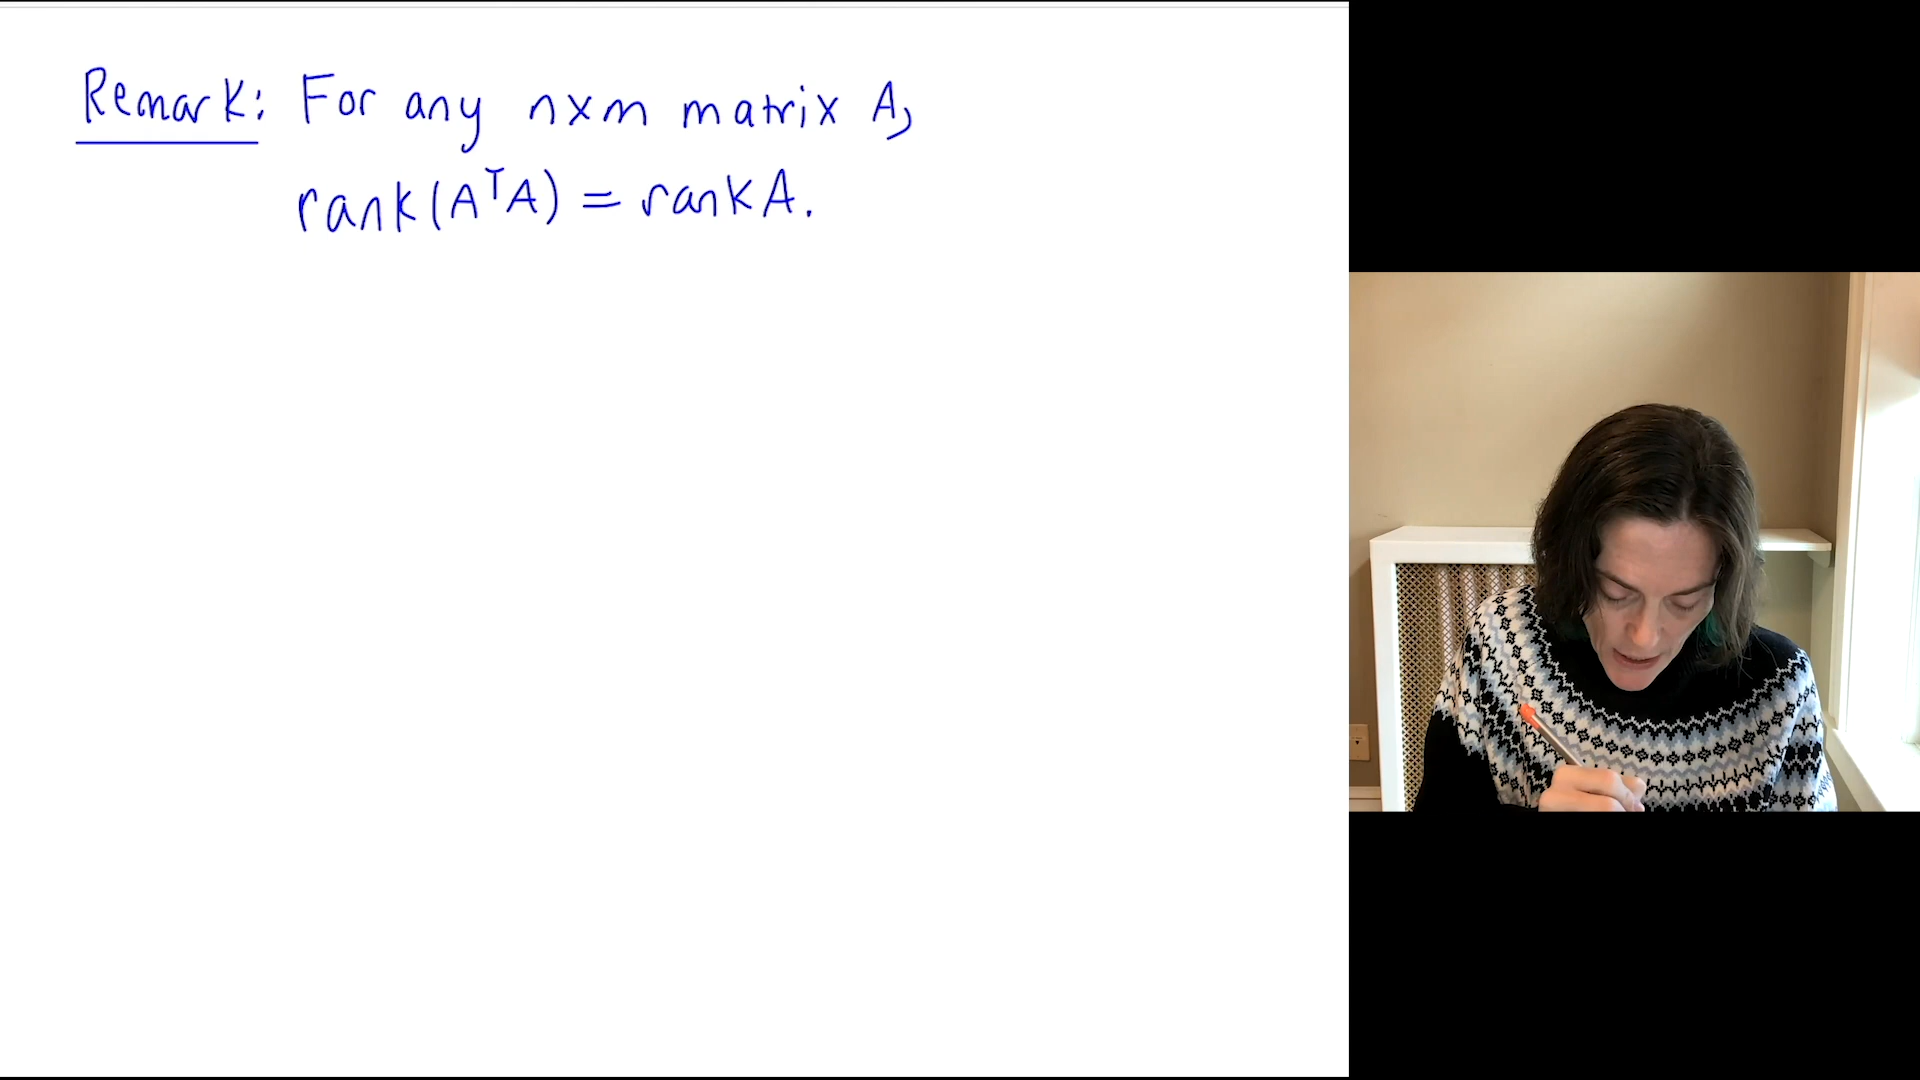 Remark: For any n×m matrix A,
rank(AᵀA) = rank A.